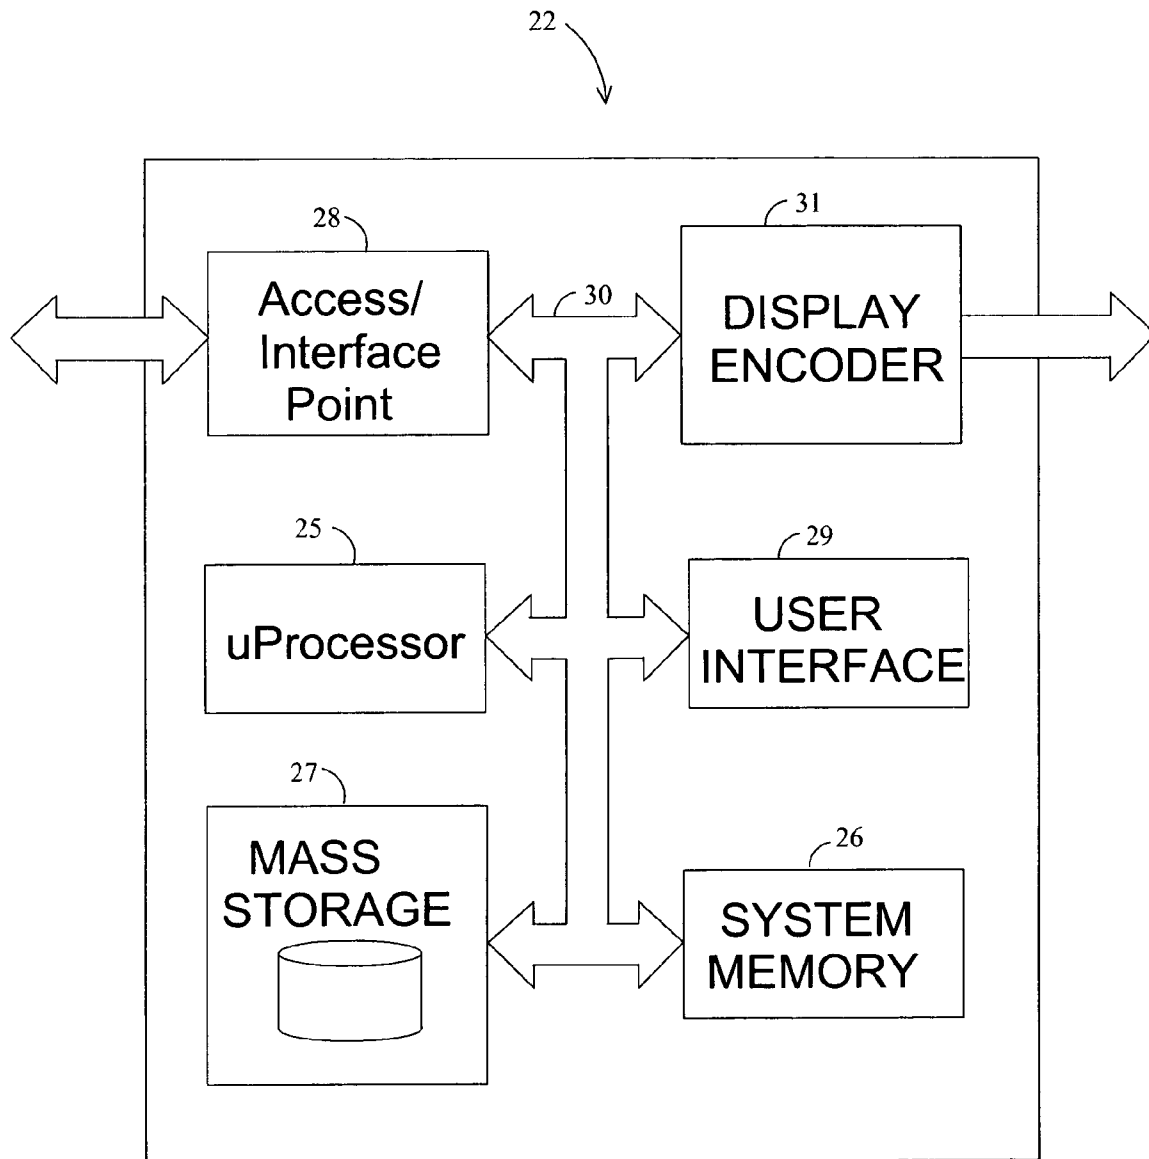 22
28
Access/
Interface
Point
30
31
DISPLAY
ENCODER
25
uProcessor
29
USER
INTERFACE
27
MASS
STORAGE
26
SYSTEM
MEMORY